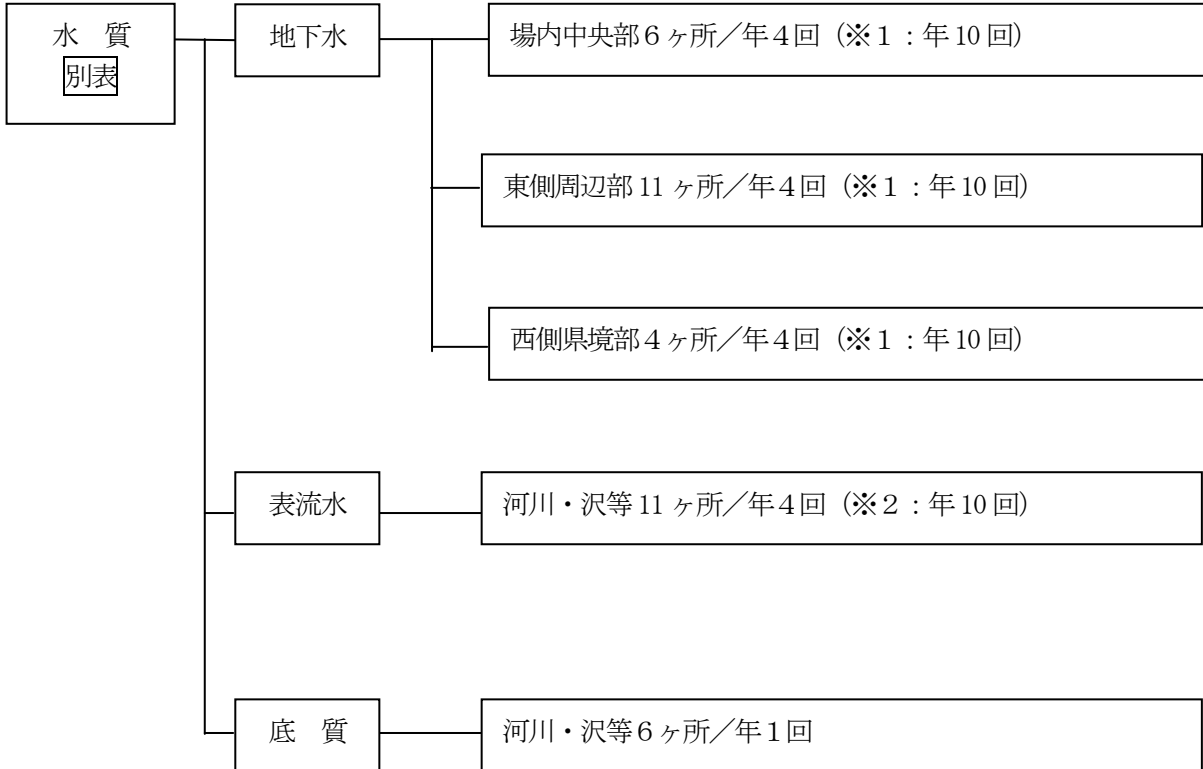 水　質
別表
地下水
場内中央部６ヶ所／年４回（※１：年10回）
東側周辺部11ヶ所／年４回（※１：年10回）
西側県境部４ヶ所／年４回（※１：年10回）
表流水
河川・沢等11ヶ所／年４回（※２：年10回）
底　質
河川・沢等６ヶ所／年１回